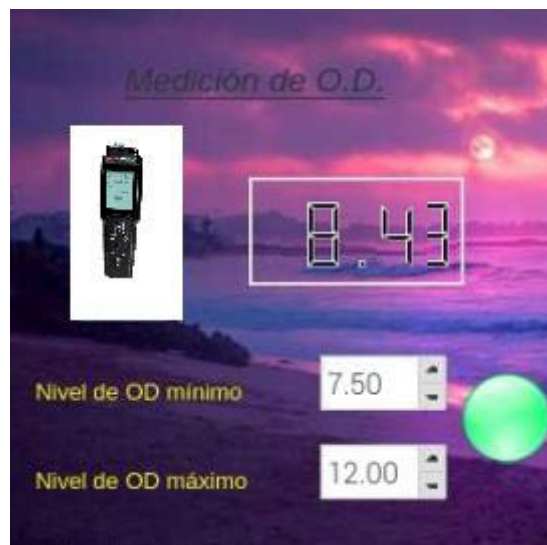 Medición de O.D.
8.43
Nivel de OD mínimo
7.50
Nivel de OD máximo
12.00